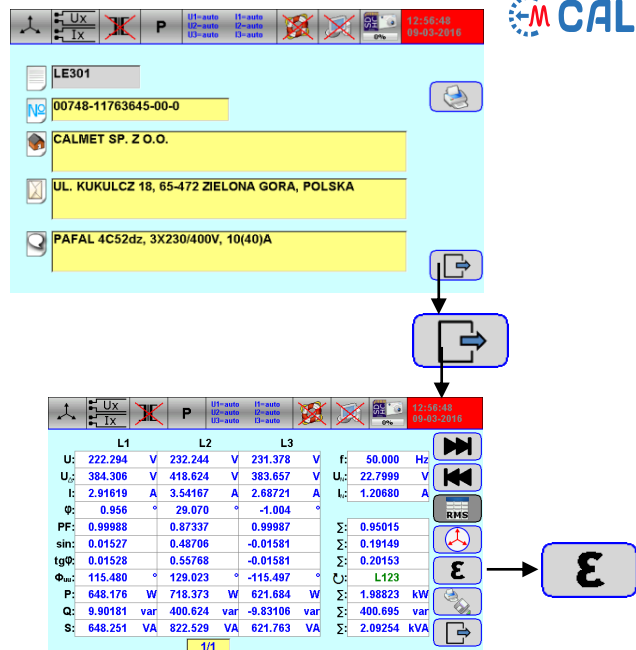 CAL
Ux
Ix
P
U1=auto I1=auto
U2=auto I2=auto
U3=auto I3=auto
0%
12:56:48
09-03-2016
LE301
Nº 00748-11763645-00-0
CALMET SP. Z O.O.
UL. KUKULCZ 18, 65-472 ZIELONA GORA, POLSKA
PAFAL 4C52dz, 3X230/400V, 10(40)A
Ux
Ix
P
U1=auto I1=auto
U2=auto I2=auto
U3=auto I3=auto
0%
12:56:48
09-03-2016
L1 L2 L3
U: 222.294 V 232.244 V 231.378 V f: 50.000 Hz
U△: 384.306 V 418.624 V 383.657 V Uₙ: 22.7999 V
I: 2.91619 A 3.54167 A 2.68721 A Iₙ: 1.20680 A
φ: 0.956 ° 29.070 ° -1.004 °
RMS
PF: 0.99988 0.87337 0.99987 Σ: 0.95015
sin: 0.01527 0.48706 -0.01581 Σ: 0.19149
tgφ: 0.01528 0.55768 -0.01581 Σ: 0.20153
Φuu: 115.480 ° 129.023 ° -115.497 ° ↻: L123
P: 648.176 W 718.373 W 621.684 W Σ: 1.98823 kW
Q: 9.90181 var 400.624 var -9.83106 var Σ: 400.695 var
S: 648.251 VA 822.529 VA 621.763 VA Σ: 2.09254 kVA
1/1
ε
ε